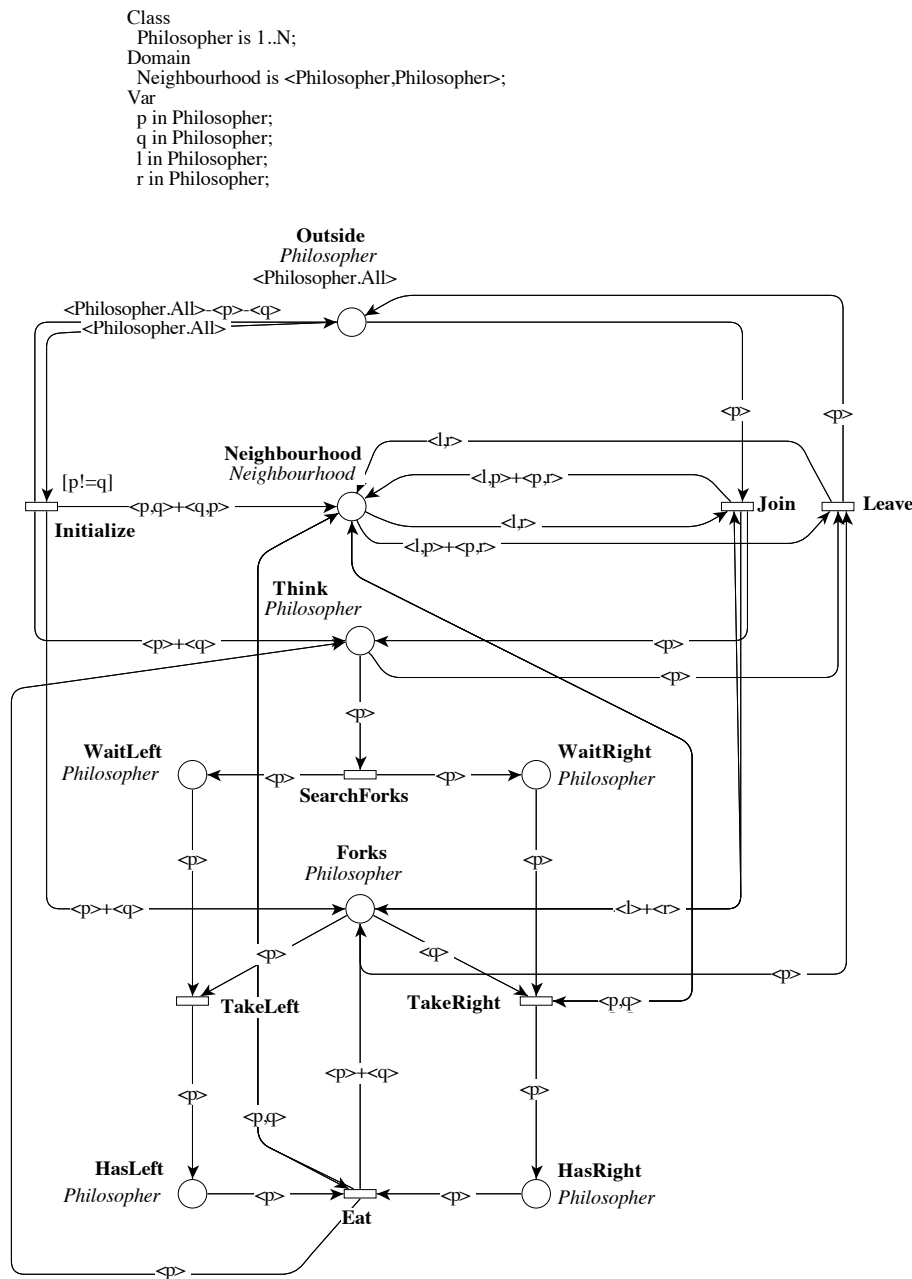 Class
Philosopher is 1..N;
Domain
Neighbourhood is <Philosopher,Philosopher>;
Var
p in Philosopher;
q in Philosopher;
l in Philosopher;
r in Philosopher;
Outside
Philosopher
<Philosopher.All>
<Philosopher.All>-<p>-<q>
<Philosopher.All>
<p>
<p>
<l,r>
Neighbourhood
Neighbourhood
<l,p>+<p,r>
[p!=q]
<p,q>+<q,p>
Join
Leave
Initialize
<l,r>
<l,p>+<p,r>
Think
Philosopher
<p>+<q>
<p>
<p>
<p>
WaitLeft
Philosopher
WaitRight
Philosopher
<p>
<p>
SearchForks
<p>
<p>
Forks
Philosopher
<p>+<q>
<l>+<r>
<p>
<q>
<p>
TakeLeft
TakeRight
<p,q>
<p>+<q>
<p>
<p>
<p,q>
HasLeft
Philosopher
HasRight
Philosopher
<p>
<p>
Eat
<p>